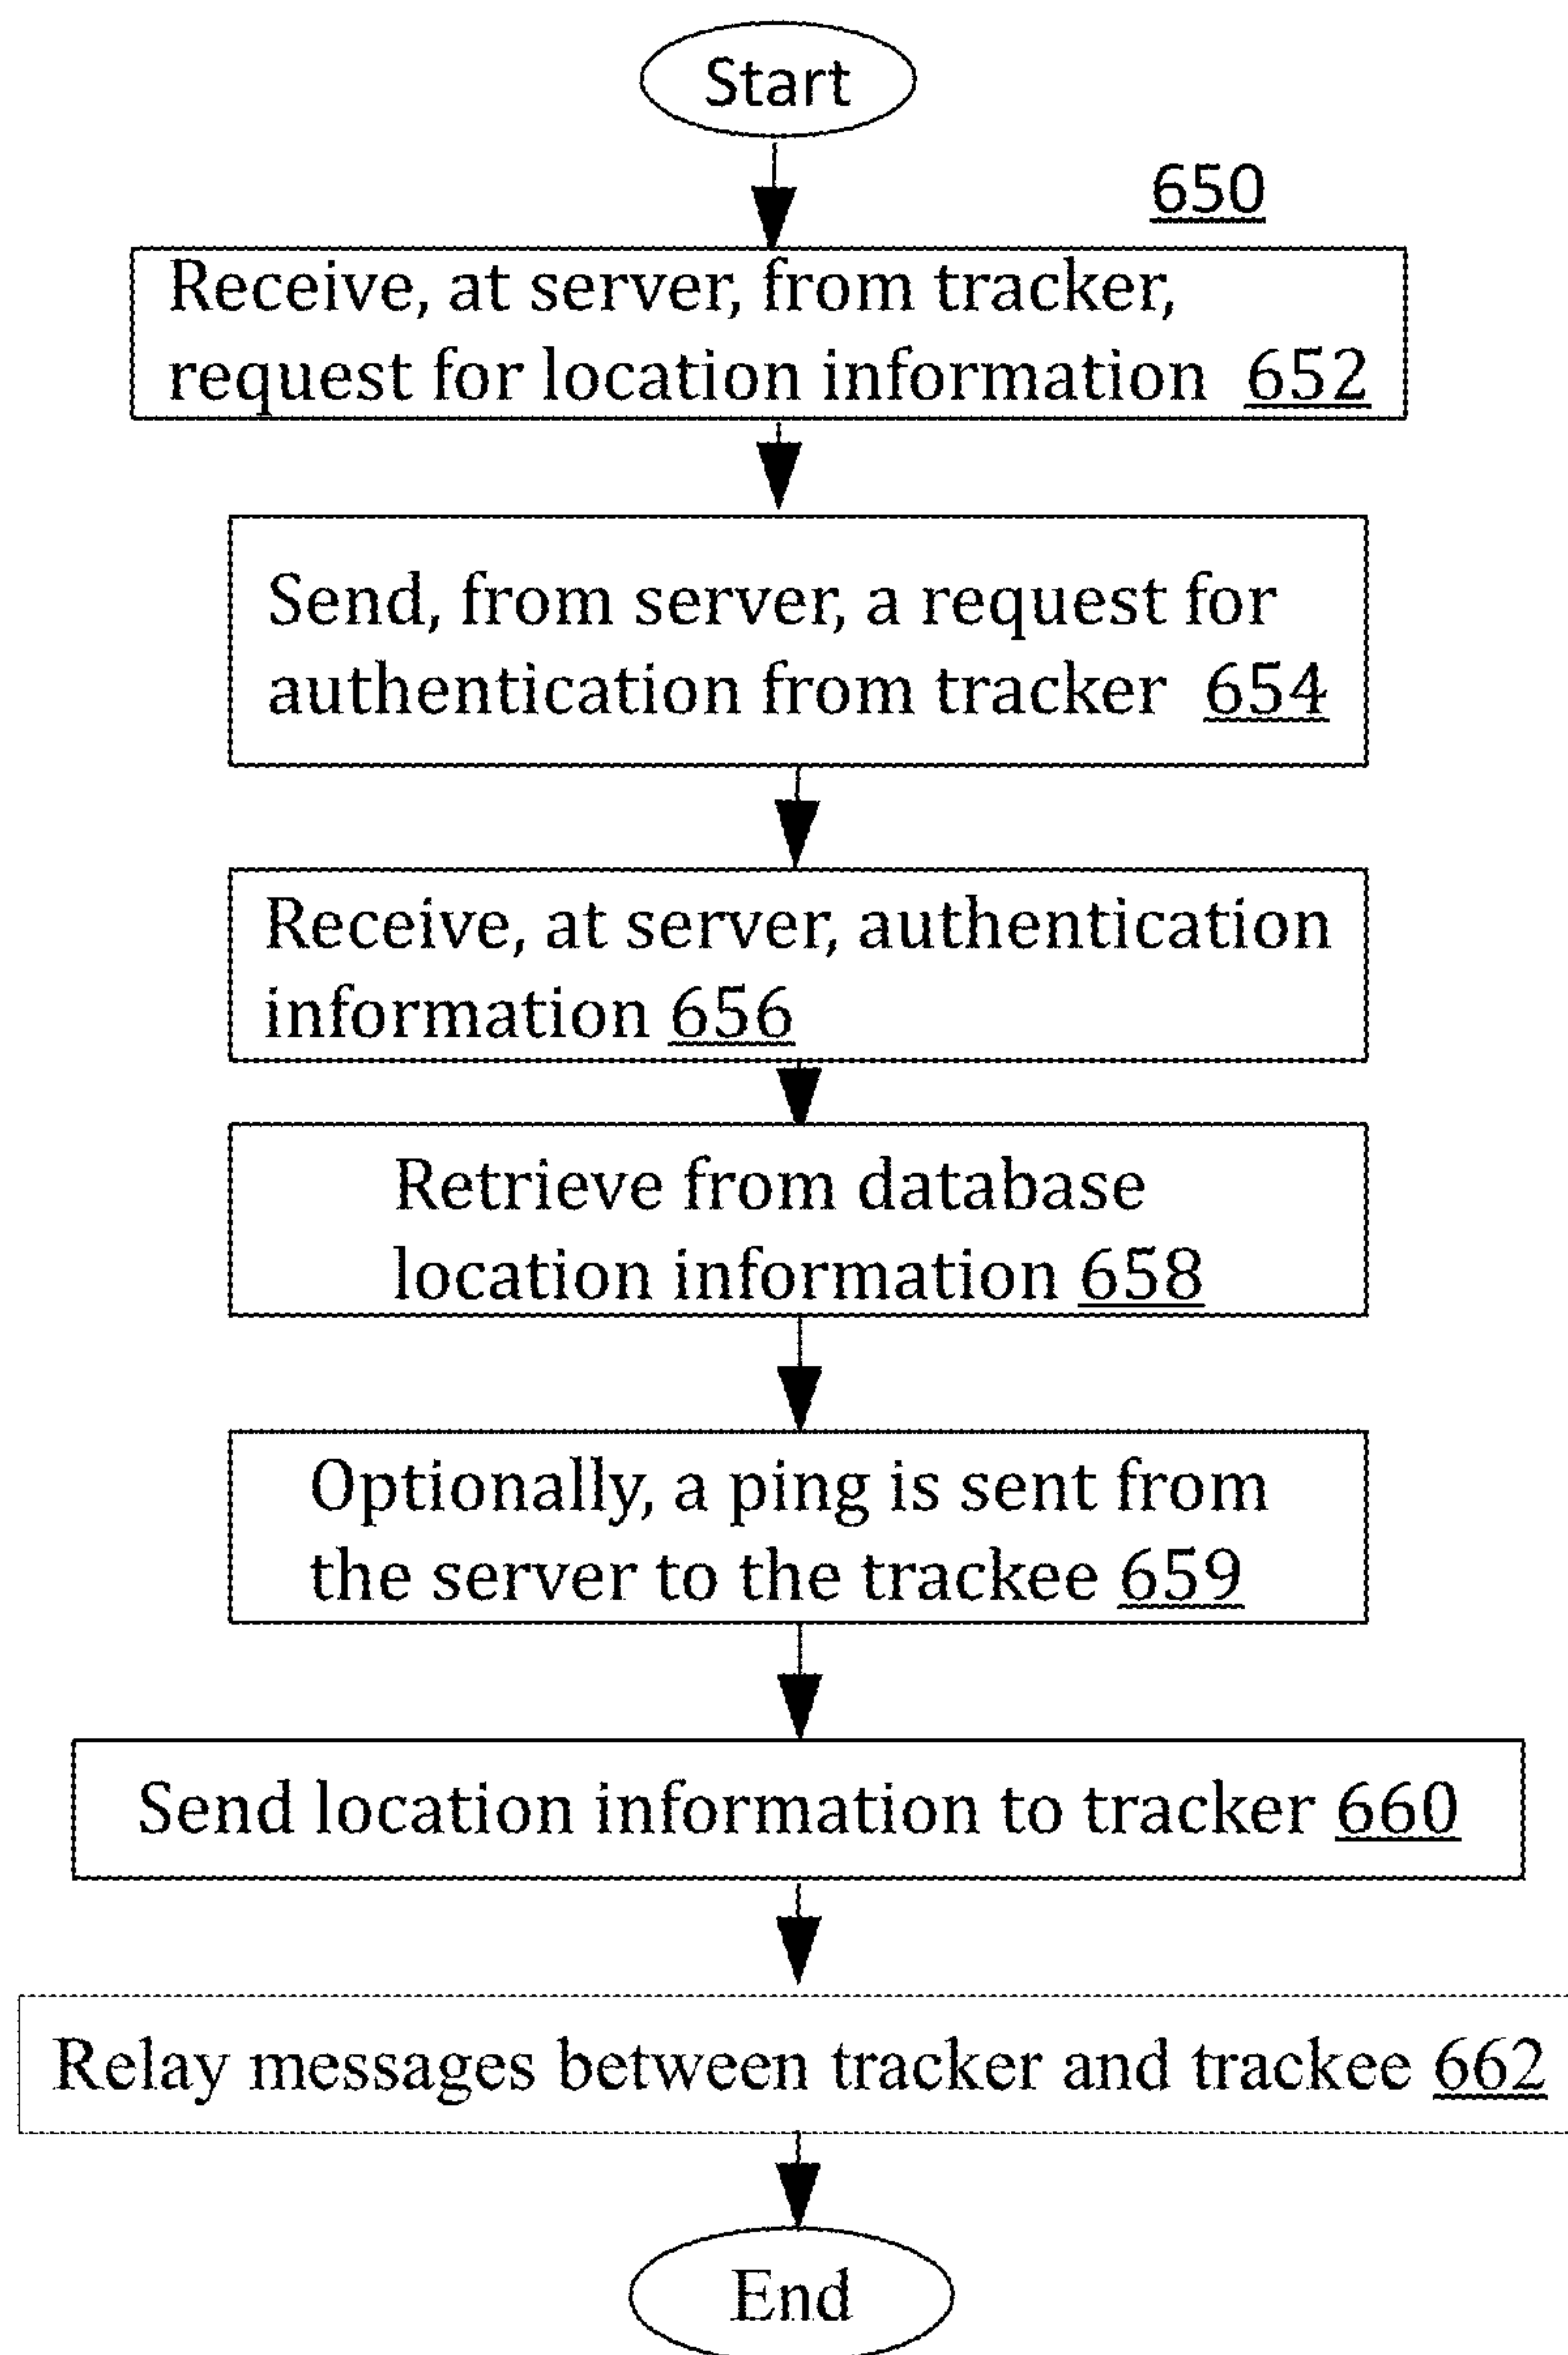 Start
650
Receive, at server, from tracker,
request for location information 652
Send, from server, a request for
authentication from tracker 654
Receive, at server, authentication
information 656
Retrieve from database
location information 658
Optionally, a ping is sent from
the server to the trackee 659
Send location information to tracker 660
Relay messages between tracker and trackee 662
End